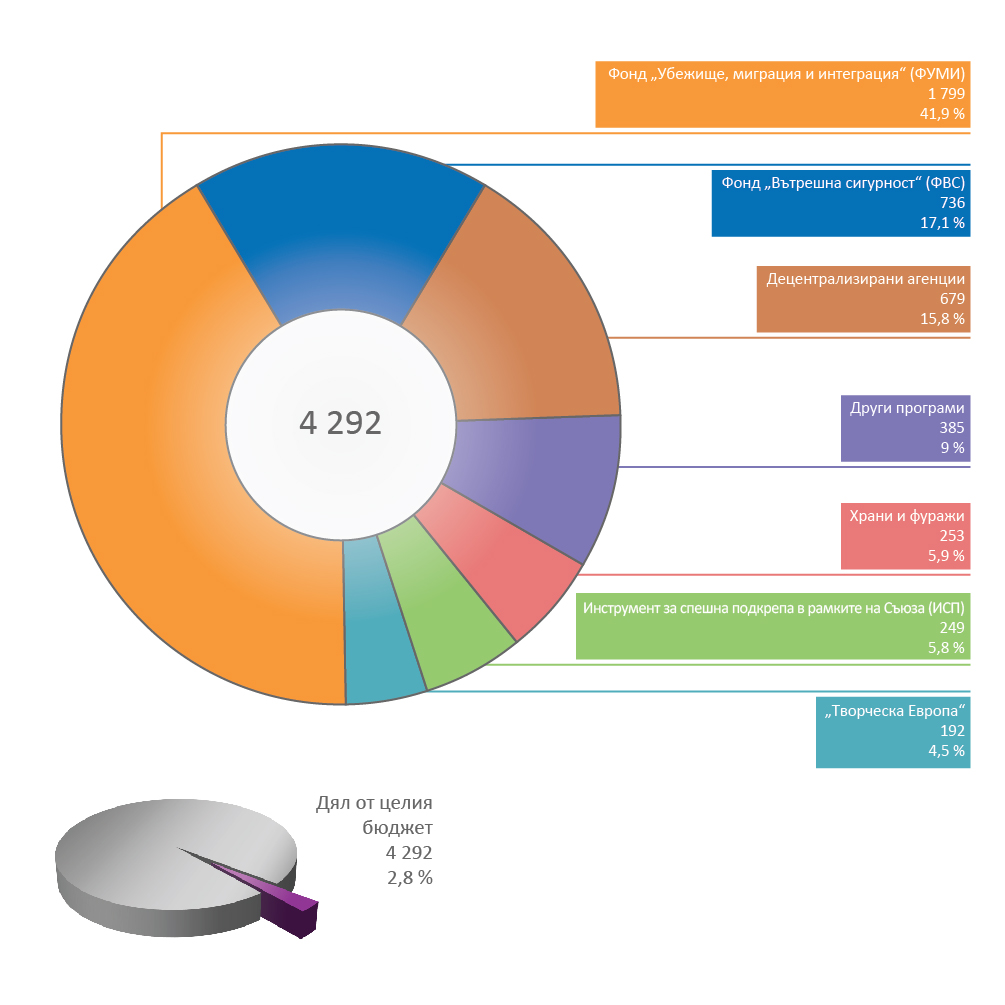 Фонд „Убежище, миграция и интеграция“ (ФУМИ)
1 799
41,9 %
Фонд „Вътрешна сигурност“ (ФВС)
736
17,1 %
Децентрализирани агенции
679
15,8 %
Други програми
385
9 %
4 292
Храни и фуражи
253
5,9 %
Инструмент за спешна подкрепа в рамките на Съюза (ИСП)
249
5,8 %
„Творческа Европа“
192
4,5 %
Дял от целия
бюджет
4 292
2,8 %